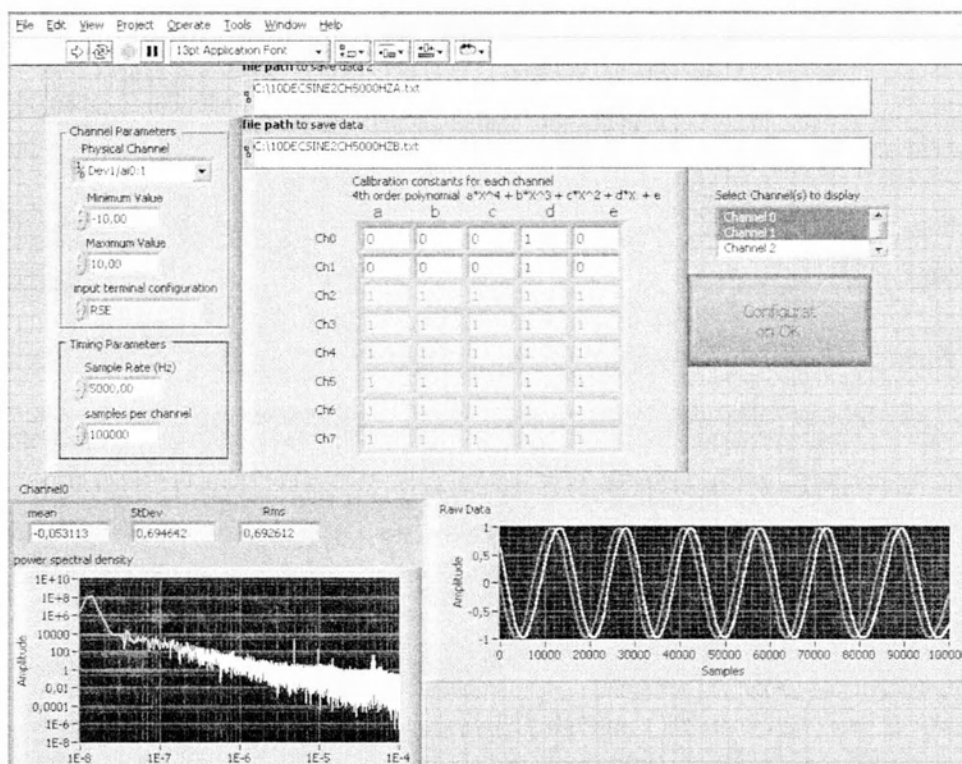 File Edit View Project Operate Tools Window Help
13pt Application Font
file path to save data 2
C:\10DECSINE2CH5000HZA.txt
file path to save data
C:\10DECSINE2CH5000HZB.txt
Channel Parameters
Physical Channel
Dev1/ai0:1
Minimum Value
-10,00
Maximum Value
10,00
input terminal configuration
RSE
Timing Parameters
Sample Rate (Hz)
5000,00
samples per channel
100000
Calibration constants for each channel
4th order polynomial a*X^4 + b*X^3 + c*X^2 + d*X + e
a b c d e
Ch0 0 0 0 1 0
Ch1 0 0 0 1 0
Ch2 1 1 1 1 1
Ch3 1 1 1 1 1
Ch4 1 1 1 1 1
Ch5 1 1 1 1 1
Ch6 1 1 1 1 1
Ch7 1 1 1 1 1
Select Channel(s) to display
Channel 0
Channel 1
Channel 2
Configurat
on OK
Channel0
mean StDev Rms
-0,053113 0,694642 0,692612
power spectral density
Amplitude
1E+10
1E+8
1E+6
10000
100
1
0,01
0,0001
1E-6
1E-8
1E-8 1E-7 1E-6 1E-5 1E-4
Raw Data
Amplitude
1
0,5
0
-0,5
-1
0 10000 20000 30000 40000 50000 60000 70000 80000 90000 100000
Samples